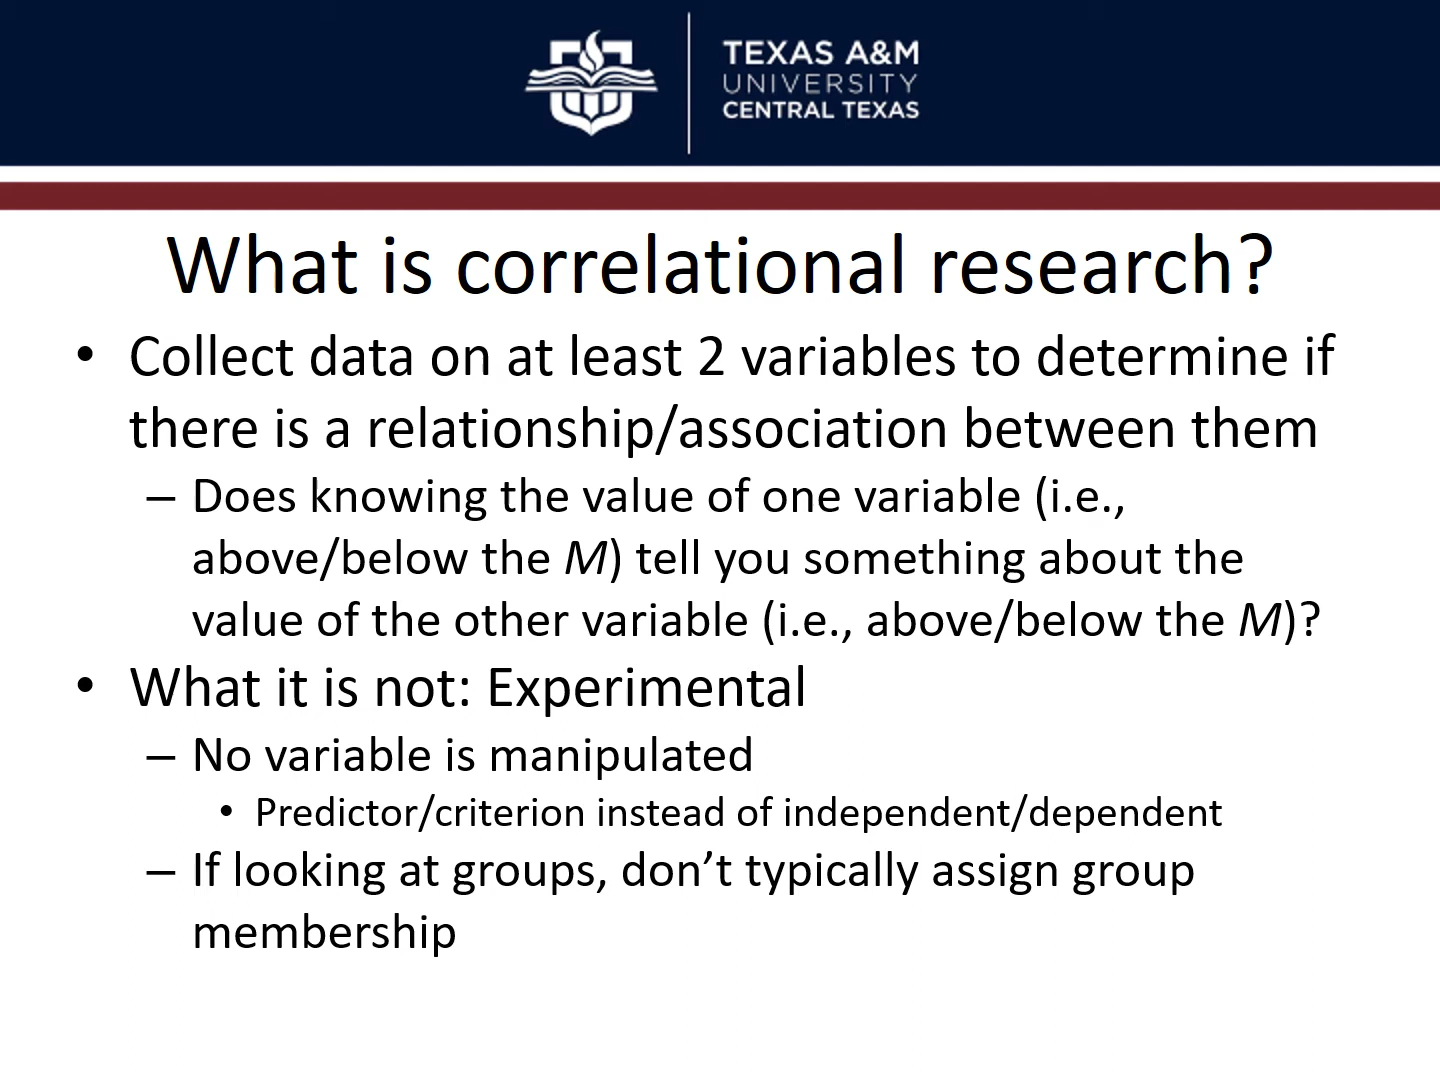 TEXAS A&M
UNIVERSITY
CENTRAL TEXAS
What is correlational research?
• Collect data on at least 2 variables to determine if
there is a relationship/association between them
– Does knowing the value of one variable (i.e.,
above/below the M) tell you something about the
value of the other variable (i.e., above/below the M)?
• What it is not: Experimental
– No variable is manipulated
• Predictor/criterion instead of independent/dependent
– If looking at groups, don’t typically assign group
membership